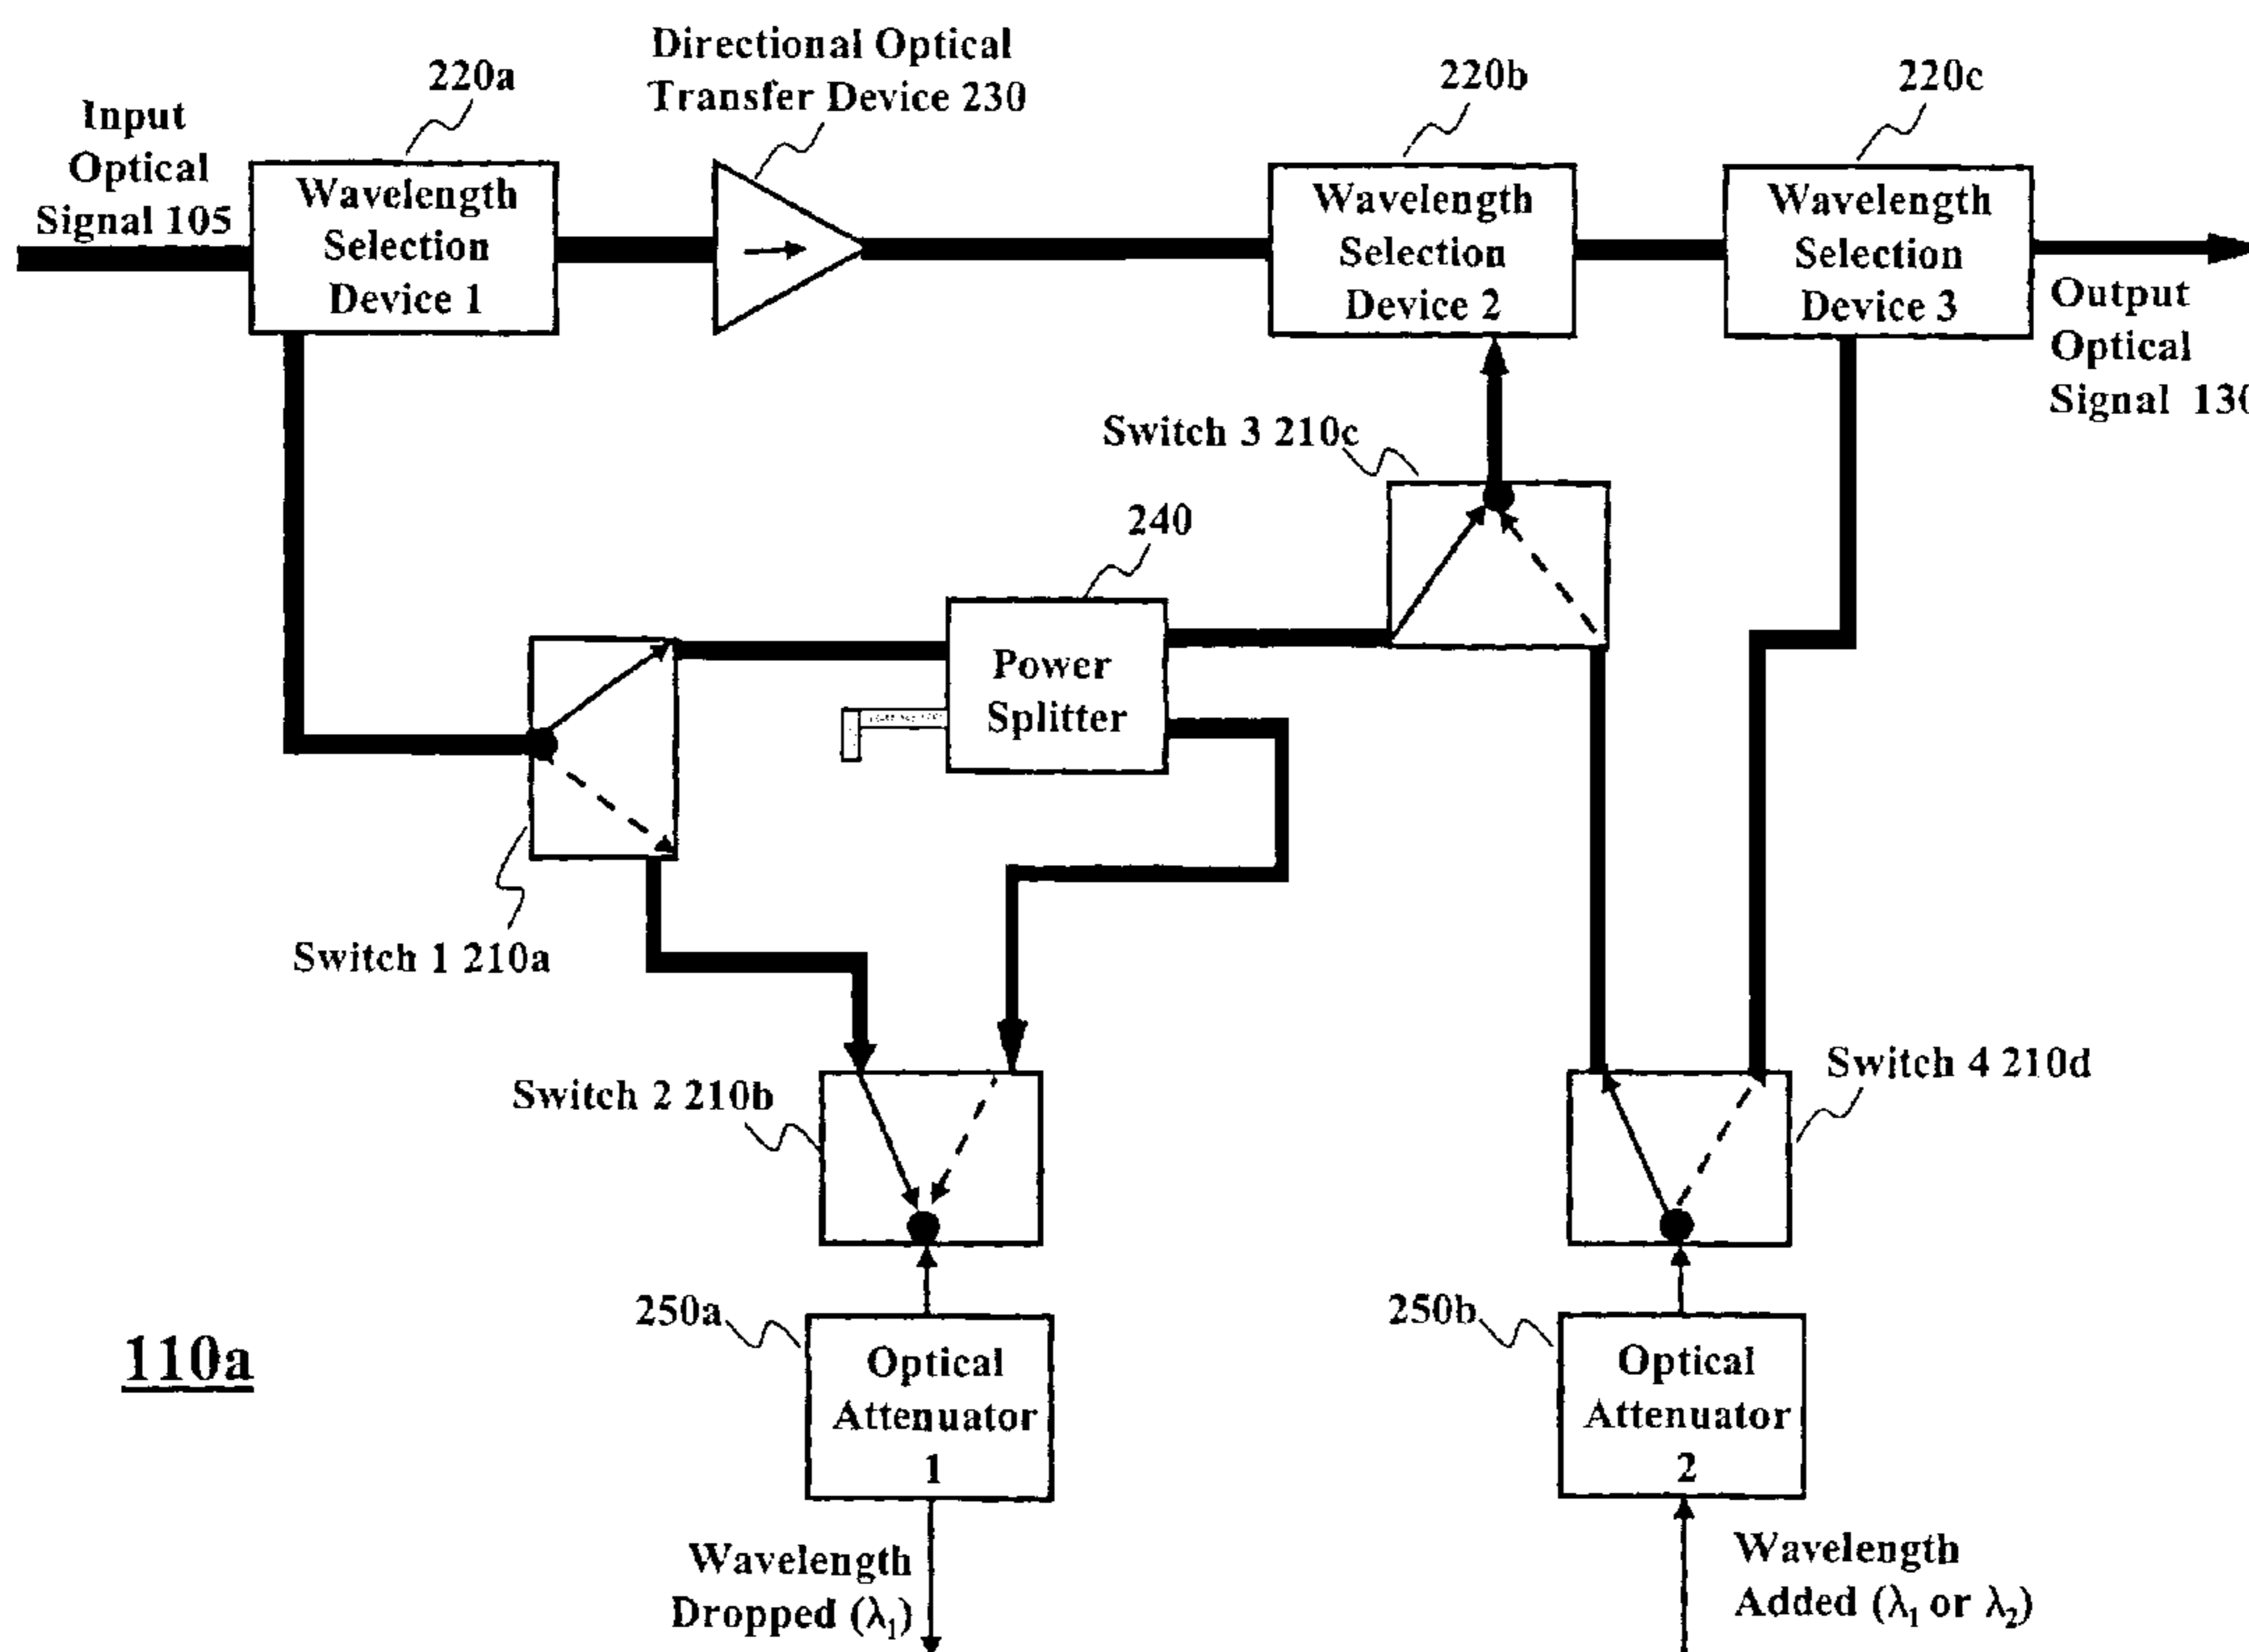 Directional Optical
Transfer Device 230
220a
220b
220c
Input
Optical
Signal 105
Wavelength
Selection
Device 1
Wavelength
Selection
Device 2
Wavelength
Selection
Device 3
Output
Optical
Signal 130
Switch 3 210c
240
Power
Splitter
Switch 1 210a
Switch 2 210b
Switch 4 210d
250a
250b
110a
Optical
Attenuator
1
Optical
Attenuator
2
Wavelength
Dropped (λ₁)
Wavelength
Added (λ₁ or λ₂)